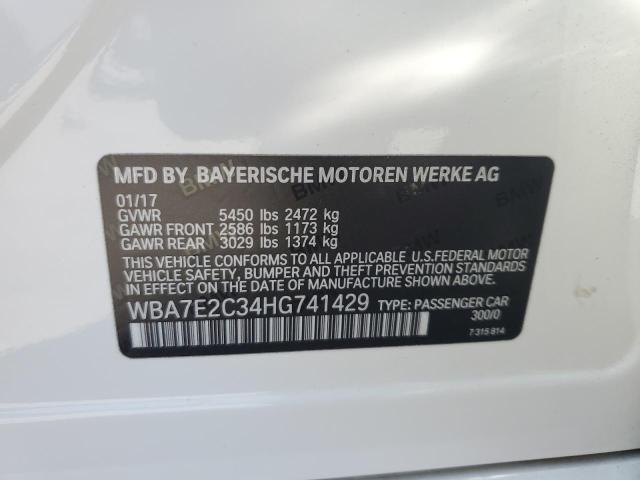 MFD BY BAYERISCHE MOTOREN WERKE AG
01/17
GVWR 5450 lbs 2472 kg
GAWR FRONT 2586 lbs 1173 kg
GAWR REAR 3029 lbs 1374 kg
THIS VEHICLE CONFORMS TO ALL APPLICABLE U.S.FEDERAL MOTOR
VEHICLE SAFETY, BUMPER AND THEFT PREVENTION STANDARDS
IN EFFECT ON THE DATE OF MANUFACTURE SHOWN ABOVE.
WBA7E2C34HG741429 TYPE: PASSENGER CAR
300/0
7 315 814